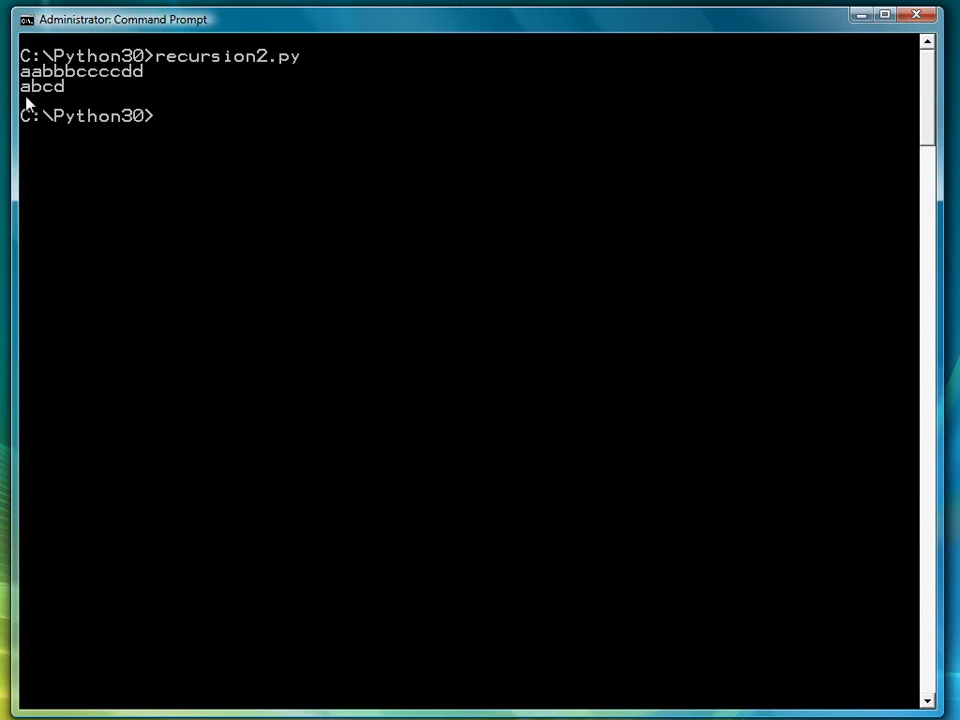 Administrator: Command Prompt
C:\Python30>recursion2.py
aabbbccccdd
abcd
C:\Python30>